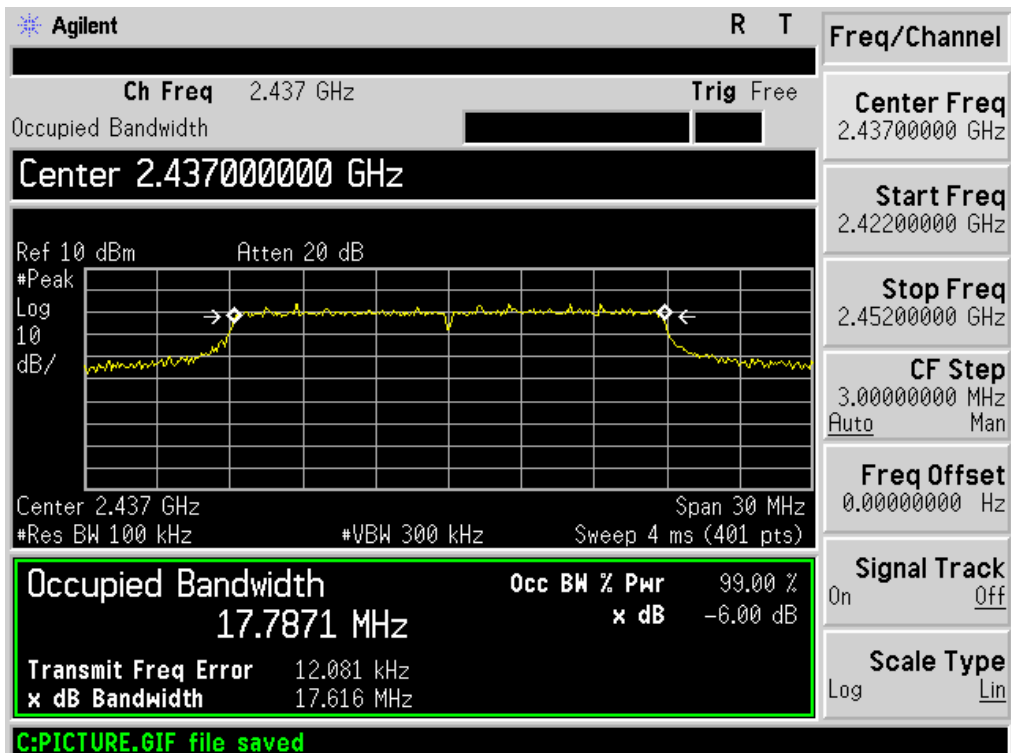 Agilent R T
Ch Freq 2.437 GHz Trig Free
Occupied Bandwidth
Center 2.437000000 GHz
Ref 10 dBm Atten 20 dB
#Peak
Log
10
dB/
Center 2.437 GHz Span 30 MHz
#Res BW 100 kHz #VBW 300 kHz Sweep 4 ms (401 pts)
Occupied Bandwidth
17.7871 MHz
Occ BW % Pwr 99.00 %
x dB -6.00 dB
Transmit Freq Error 12.081 kHz
x dB Bandwidth 17.616 MHz
C:PICTURE.GIF file saved
Freq/Channel
Center Freq
2.43700000 GHz
Start Freq
2.42200000 GHz
Stop Freq
2.45200000 GHz
CF Step
3.00000000 MHz
Auto Man
Freq Offset
0.00000000 Hz
Signal Track
On Off
Scale Type
Log Lin